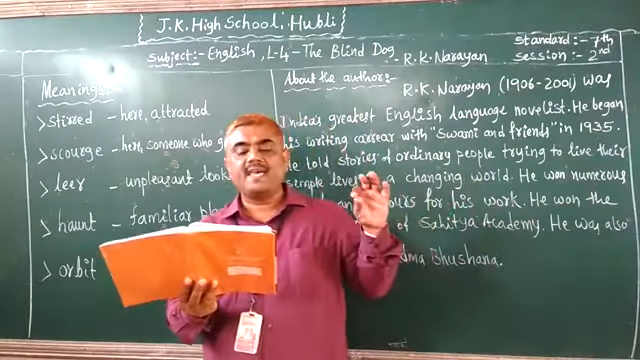 J.K. High School, Hubli
Subject:- English, L-4 - The Blind Dog.
- R.K. Narayan
Standard:- 7th
Session:- 2nd
Meanings:-
> stirred - here, attracted
> scourge - here, someone who
> leer - unpleasant look
> haunt - familiar
> orbit
About the author:-
R.K. Narayan (1906-2001) was
India's greatest English language novelist. He began
his writing carrear with "Swami and friends" in 1935.
He told stories of ordinary people trying to live their
simple lives a changing world. He won numerous
for his work. He won the
of Sahitya Academy. He was also
Bhushana.